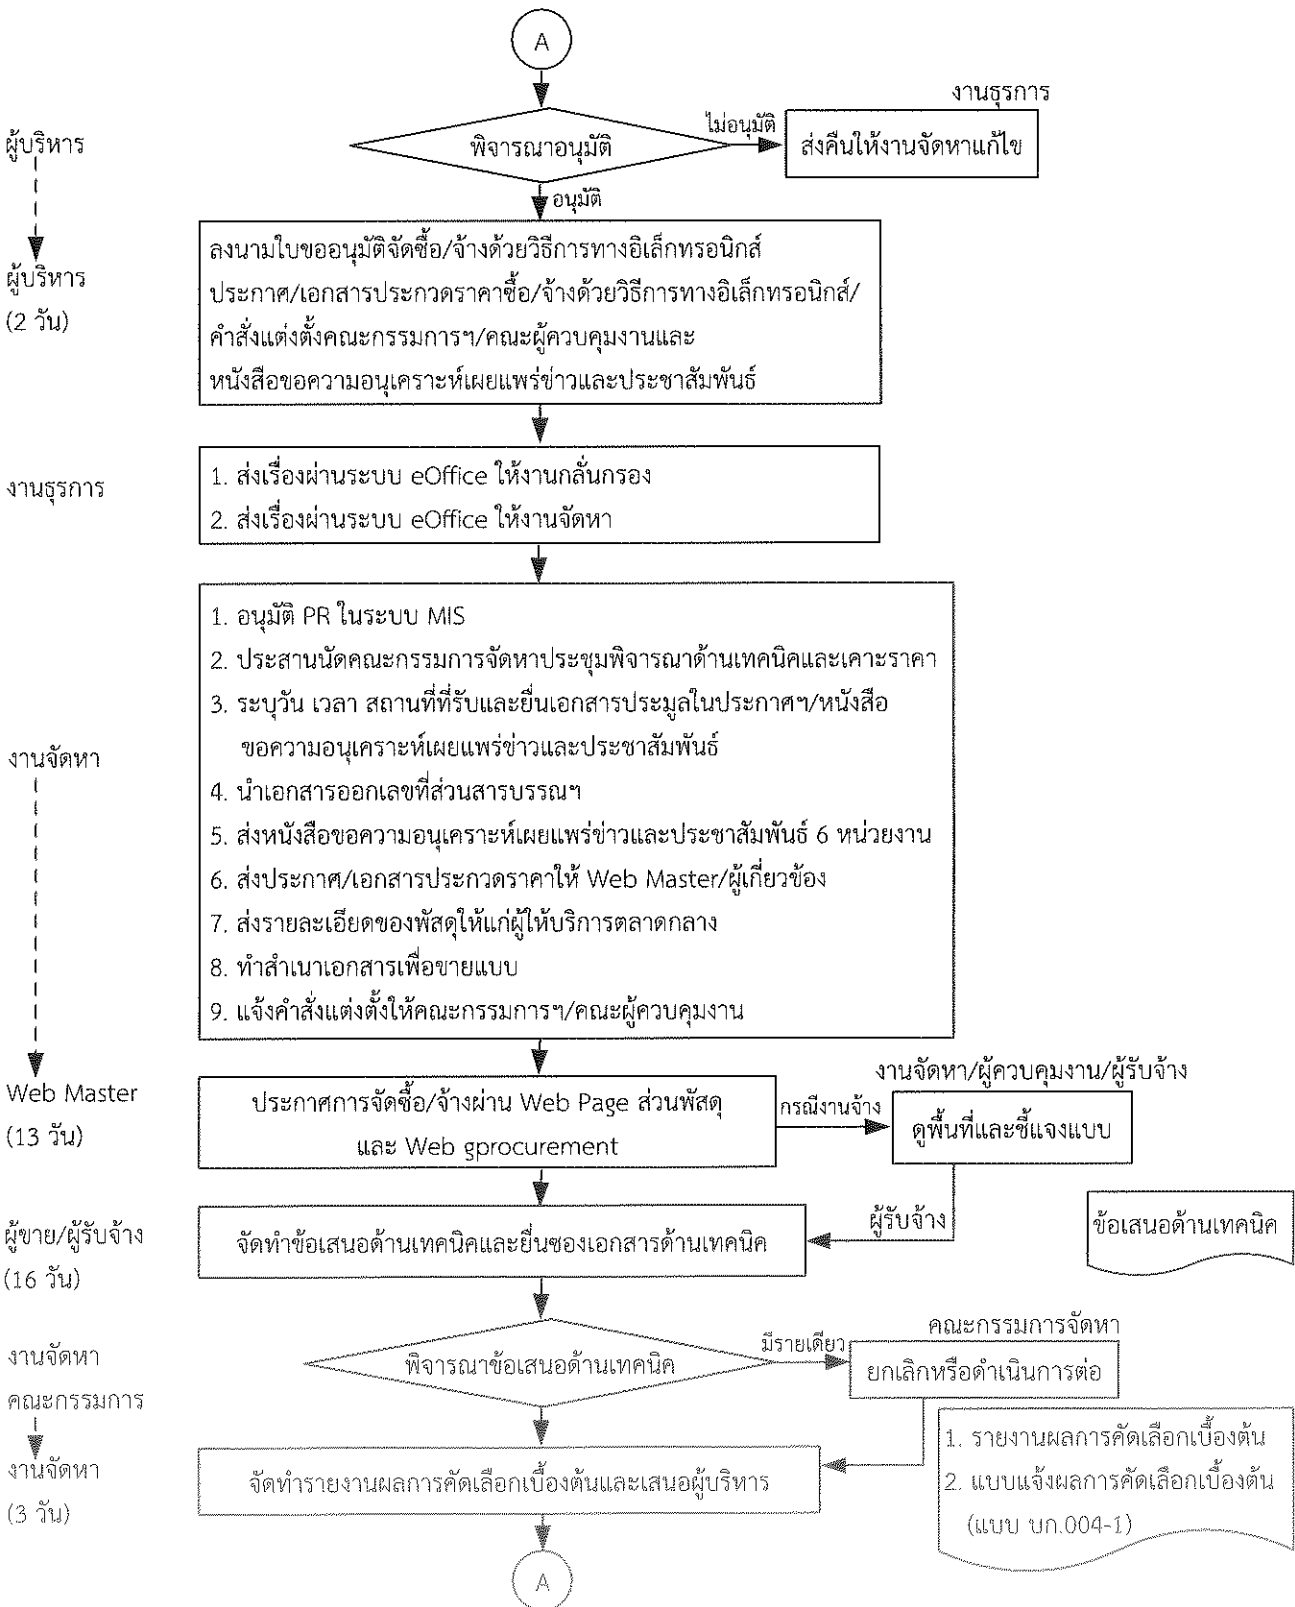 A
งานธุรการ
ผู้บริหาร
พิจารณาอนุมัติ
ไม่อนุมัติ
ส่งคืนให้งานจัดหาแก้ไข
อนุมัติ
ผู้บริหาร
(2 วัน)
ลงนามใบขออนุมัติจัดซื้อ/จ้างด้วยวิธีการทางอิเล็กทรอนิกส์
ประกาศ/เอกสารประกวดราคาซื้อ/จ้างด้วยวิธีการทางอิเล็กทรอนิกส์/
คำสั่งแต่งตั้งคณะกรรมการฯ/คณะผู้ควบคุมงานและ
หนังสือขอความอนุเคราะห์เผยแพร่ข่าวและประชาสัมพันธ์
งานธุรการ
1. ส่งเรื่องผ่านระบบ eOffice ให้งานกลั่นกรอง
2. ส่งเรื่องผ่านระบบ eOffice ให้งานจัดหา
งานจัดหา
1. อนุมัติ PR ในระบบ MIS
2. ประสานนัดคณะกรรมการจัดหาประชุมพิจารณาด้านเทคนิคและเคาะราคา
3. ระบุวัน เวลา สถานที่ที่รับและยื่นเอกสารประมูลในประกาศฯ/หนังสือ
ขอความอนุเคราะห์เผยแพร่ข่าวและประชาสัมพันธ์
4. นำเอกสารออกเลขที่ส่วนสารบรรณฯ
5. ส่งหนังสือขอความอนุเคราะห์เผยแพร่ข่าวและประชาสัมพันธ์ 6 หน่วยงาน
6. ส่งประกาศ/เอกสารประกวดราคาให้ Web Master/ผู้เกี่ยวข้อง
7. ส่งรายละเอียดของพัสดุให้แก่ผู้ให้บริการตลาดกลาง
8. ทำสำเนาเอกสารเพื่อขายแบบ
9. แจ้งคำสั่งแต่งตั้งให้คณะกรรมการฯ/คณะผู้ควบคุมงาน
Web Master
(13 วัน)
ประกาศการจัดซื้อ/จ้างผ่าน Web Page ส่วนพัสดุ
และ Web gprocurement
กรณีงานจ้าง
งานจัดหา/ผู้ควบคุมงาน/ผู้รับจ้าง
ดูพื้นที่และชี้แจงแบบ
ผู้รับจ้าง
ผู้ขาย/ผู้รับจ้าง
(16 วัน)
จัดทำข้อเสนอด้านเทคนิคและยื่นซองเอกสารด้านเทคนิค
ข้อเสนอด้านเทคนิค
งานจัดหา
คณะกรรมการ
พิจารณาข้อเสนอด้านเทคนิค
มีรายเดียว
คณะกรรมการจัดหา
ยกเลิกหรือดำเนินการต่อ
งานจัดหา
(3 วัน)
จัดทำรายงานผลการคัดเลือกเบื้องต้นและเสนอผู้บริหาร
1. รายงานผลการคัดเลือกเบื้องต้น
2. แบบแจ้งผลการคัดเลือกเบื้องต้น
(แบบ บก.004-1)
A